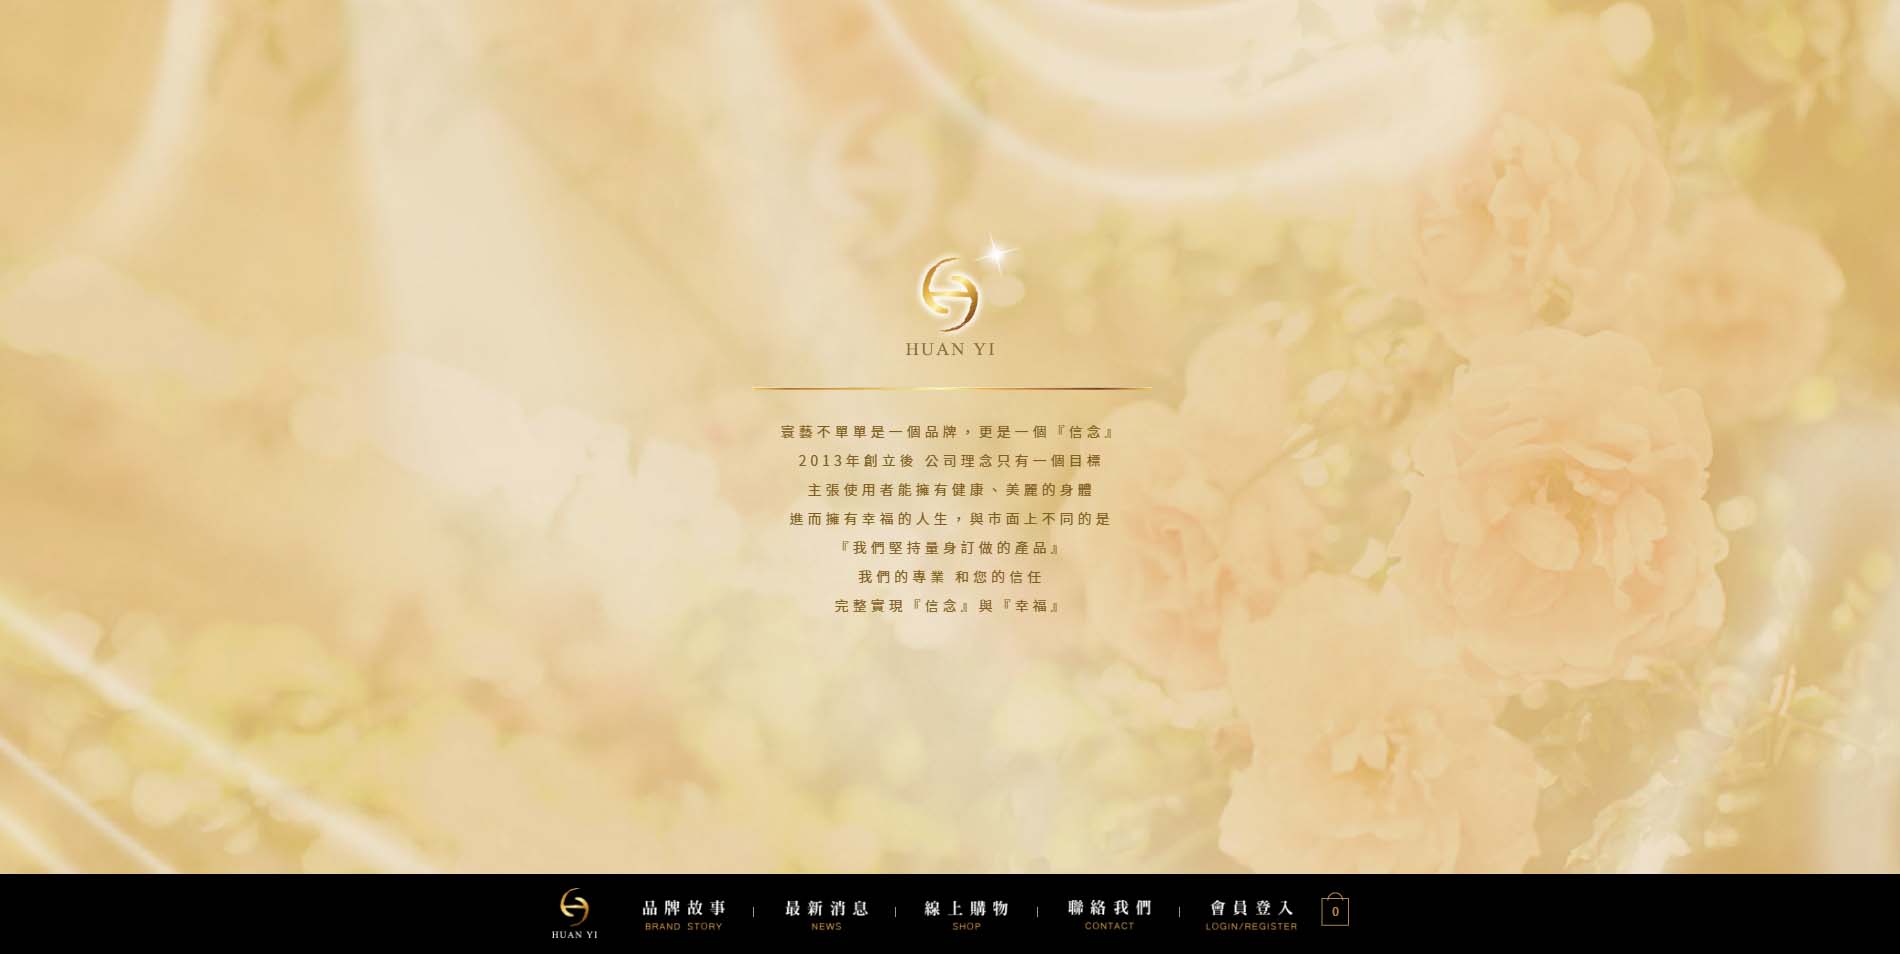 HUAN YI
寰藝不單單是一個品牌，更是一個『信念』
2013年創立後 公司理念只有一個目標
主張使用者能擁有健康、美麗的身體
進而擁有幸福的人生，與市面上不同的是
『我們堅持量身訂做的產品』
我們的專業 和您的信任
完整實現『信念』與『幸福』
HUAN YI
品牌故事
BRAND STORY
最新消息
NEWS
線上購物
SHOP
聯絡我們
CONTACT
會員登入
LOGIN/REGISTER
0